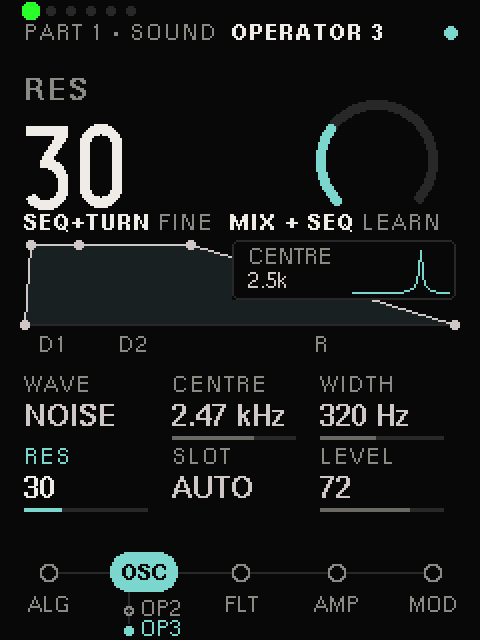 PART 1 · SOUND OPERATOR 3
RES
30
SEQ+TURN FINE MIX + SEQ LEARN
CENTRE
2.5k
D1 D2 R
WAVE CENTRE WIDTH
NOISE 2.47 kHz 320 Hz
RES SLOT LEVEL
30 AUTO 72
OSC
ALG FLT AMP MOD
OP2
OP3